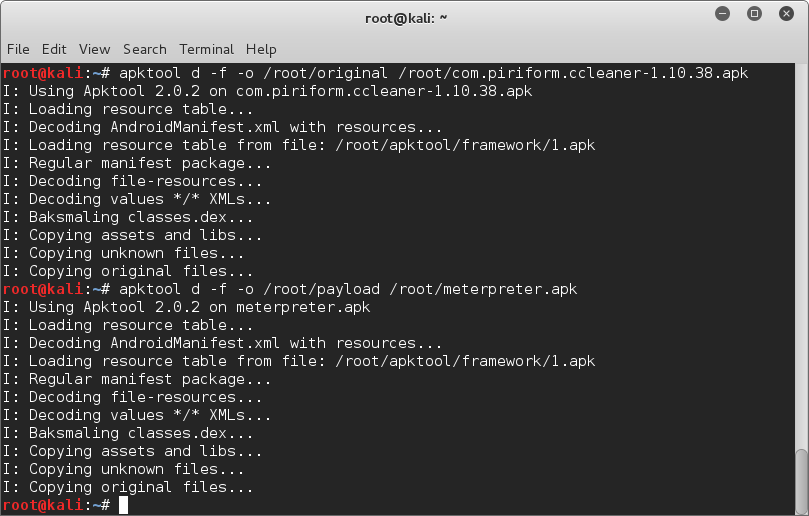 root@kali: ~
File Edit View Search Terminal Help
root@kali:~# apktool d -f -o /root/original /root/com.piriform.ccleaner-1.10.38.apk
I: Using Apktool 2.0.2 on com.piriform.ccleaner-1.10.38.apk
I: Loading resource table...
I: Decoding AndroidManifest.xml with resources...
I: Loading resource table from file: /root/apktool/framework/1.apk
I: Regular manifest package...
I: Decoding file-resources...
I: Decoding values */* XMLs...
I: Baksmaling classes.dex...
I: Copying assets and libs...
I: Copying unknown files...
I: Copying original files...
root@kali:~# apktool d -f -o /root/payload /root/meterpreter.apk
I: Using Apktool 2.0.2 on meterpreter.apk
I: Loading resource table...
I: Decoding AndroidManifest.xml with resources...
I: Loading resource table from file: /root/apktool/framework/1.apk
I: Regular manifest package...
I: Decoding file-resources...
I: Decoding values */* XMLs...
I: Baksmaling classes.dex...
I: Copying assets and libs...
I: Copying unknown files...
I: Copying original files...
root@kali:~#